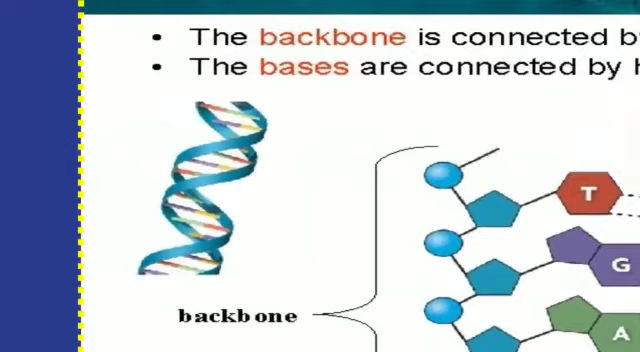 • The backbone is connected b
• The bases are connected by h
T
G
backbone
A